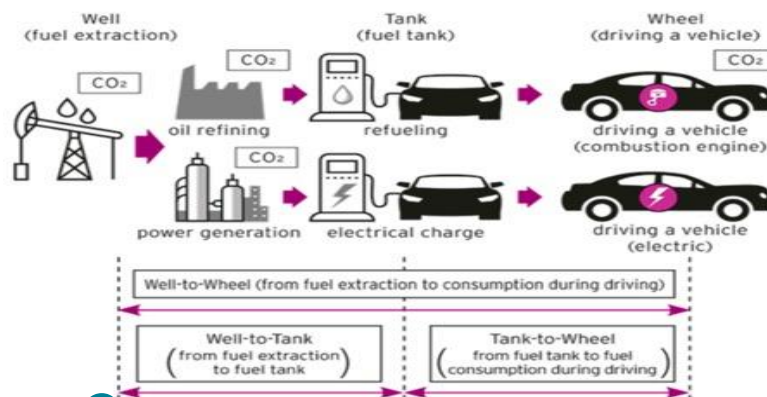 Well
(fuel extraction)
Tank
(fuel tank)
Wheel
(driving a vehicle)
CO₂
CO₂
CO₂
oil refining
refueling
driving a vehicle
(combustion engine)
CO₂
power generation
electrical charge
driving a vehicle
(electric)
Well-to-Wheel (from fuel extraction to consumption during driving)
Well-to-Tank
(from fuel extraction
to fuel tank)
Tank-to-Wheel
(from fuel tank to fuel
consumption during driving)